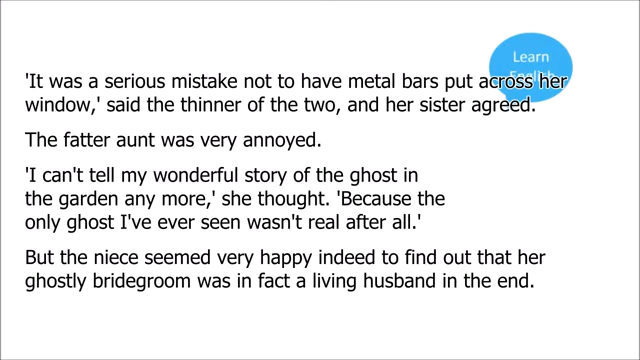 Learn
English
'It was a serious mistake not to have metal bars put across her
window,' said the thinner of the two, and her sister agreed.
The fatter aunt was very annoyed.
'I can't tell my wonderful story of the ghost in
the garden any more,' she thought. 'Because the
only ghost I've ever seen wasn't real after all.'
But the niece seemed very happy indeed to find out that her
ghostly bridegroom was in fact a living husband in the end.